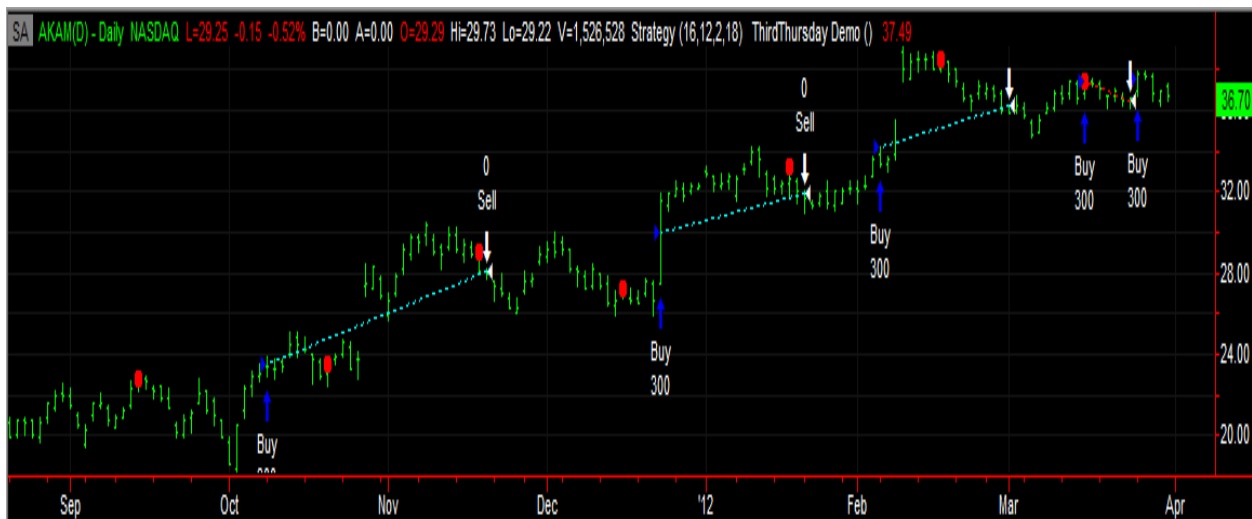 SA AKAM(D) - Daily NASDAQ L=29.25 -0.15 -0.52% B=0.00 A=0.00 O=29.29 Hi=29.73 Lo=29.22 V=1,526,528 Strategy (16,12,2,18) ThirdThursday Demo () 37.49
0
Sell
0
Sell
36.70
Buy
300
Buy
300
32.00
Buy
300
28.00
Buy
300
24.00
Buy
20.00
Sep Oct Nov Dec '12 Feb Mar Apr